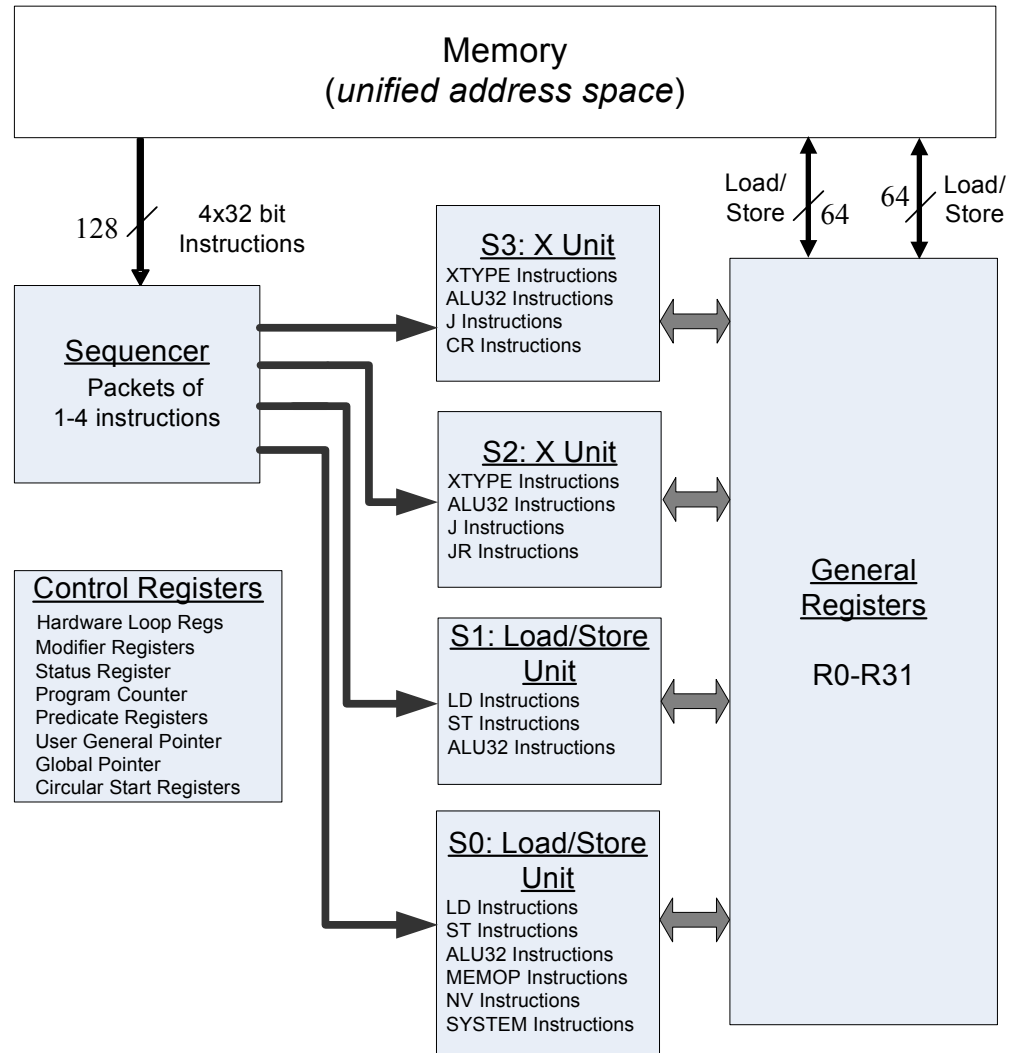 Memory
(unified address space)
128
4x32 bit
Instructions
Load/
Store
64
64
Load/
Store
Sequencer
Packets of
1-4 instructions
Control Registers
Hardware Loop Regs
Modifier Registers
Status Register
Program Counter
Predicate Registers
User General Pointer
Global Pointer
Circular Start Registers
S3: X Unit
XTYPE Instructions
ALU32 Instructions
J Instructions
CR Instructions
S2: X Unit
XTYPE Instructions
ALU32 Instructions
J Instructions
JR Instructions
S1: Load/Store
Unit
LD Instructions
ST Instructions
ALU32 Instructions
S0: Load/Store
Unit
LD Instructions
ST Instructions
ALU32 Instructions
MEMOP Instructions
NV Instructions
SYSTEM Instructions
General
Registers
R0-R31